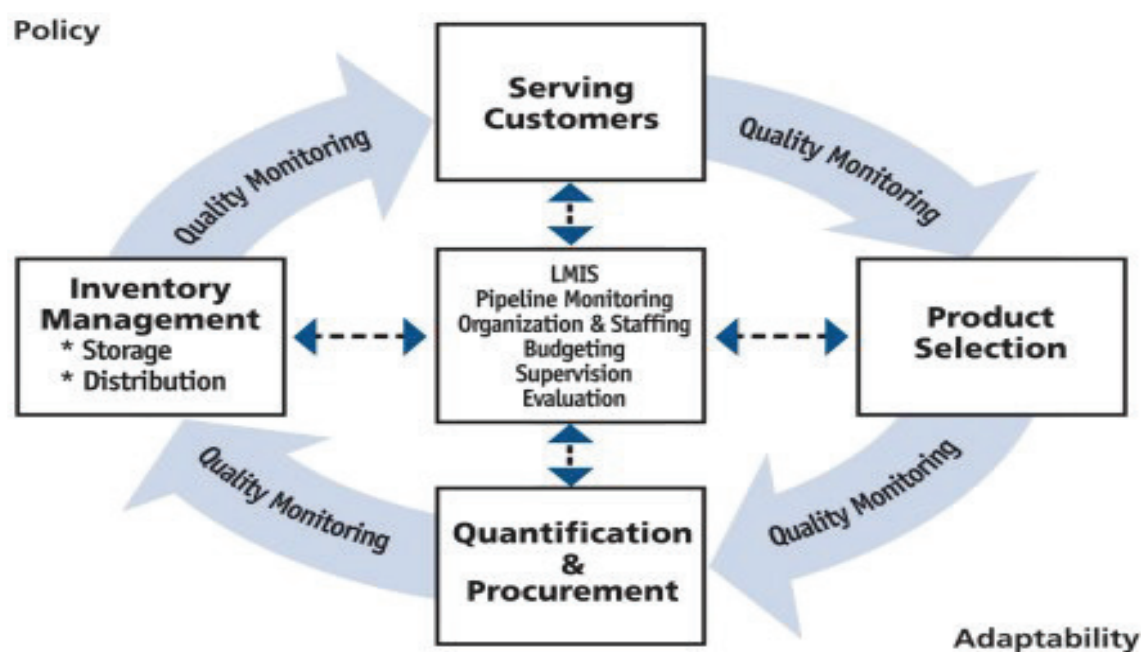 Policy
Serving
Customers
Quality Monitoring
Quality Monitoring
Inventory
Management
* Storage
* Distribution
LMIS
Pipeline Monitoring
Organization & Staffing
Budgeting
Supervision
Evaluation
Product
Selection
Quality Monitoring
Quality Monitoring
Quantification
&
Procurement
Adaptability